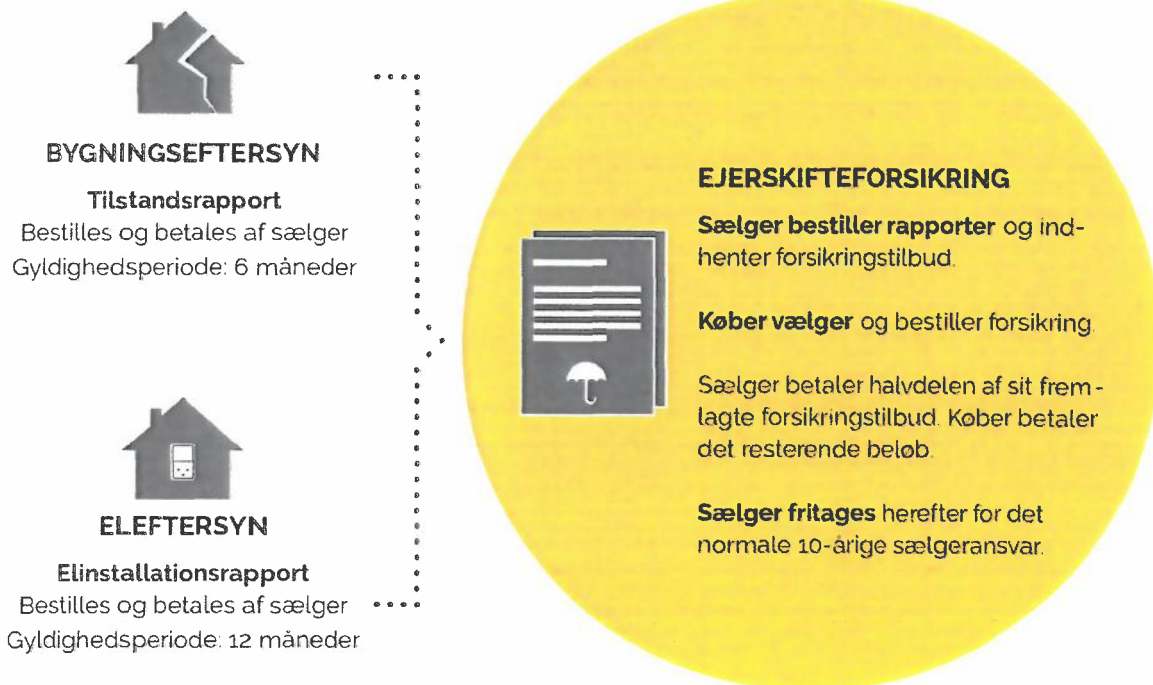 BYGNINGSEFTERSYN
Tilstandsrapport
Bestilles og betales af sælger
Gyldighedsperiode: 6 måneder
ELEFTERSYN
Elinstallationsrapport
Bestilles og betales af sælger
Gyldighedsperiode: 12 måneder
EJERSKIFTEFORSIKRING
Sælger bestiller rapporter og ind-
henter forsikringstilbud.
Køber vælger og bestiller forsikring.
Sælger betaler halvdelen af sit frem-
lagte forsikringstilbud. Køber betaler
det resterende beløb.
Sælger fritages herefter for det
normale 10-årige sælgeransvar.